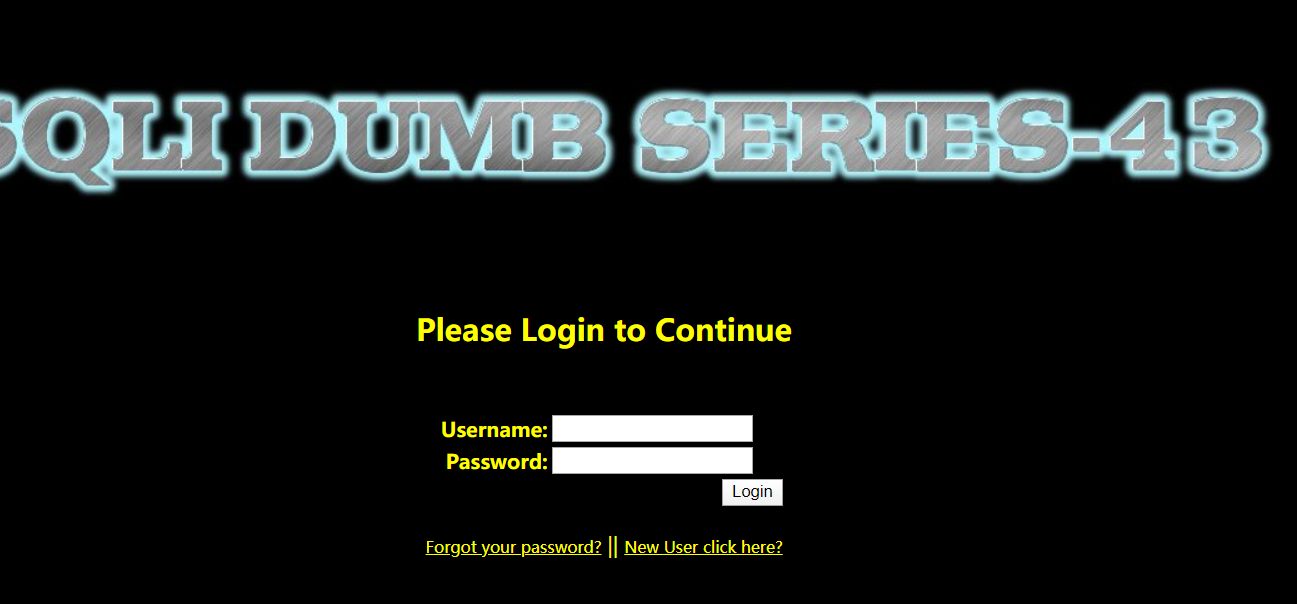 SQLI DUMB SERIES-43
Please Login to Continue
Username:
Password:
Login
Forgot your password? || New User click here?